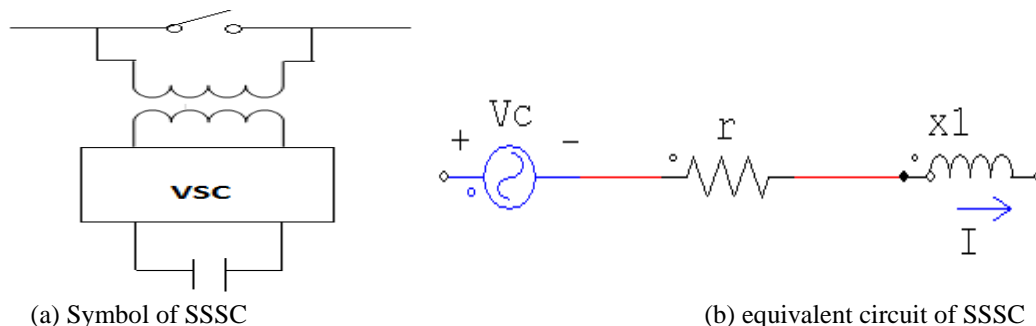 VSC
+ Vc -
r
x1
I
(a) Symbol of SSSC
(b) equivalent circuit of SSSC